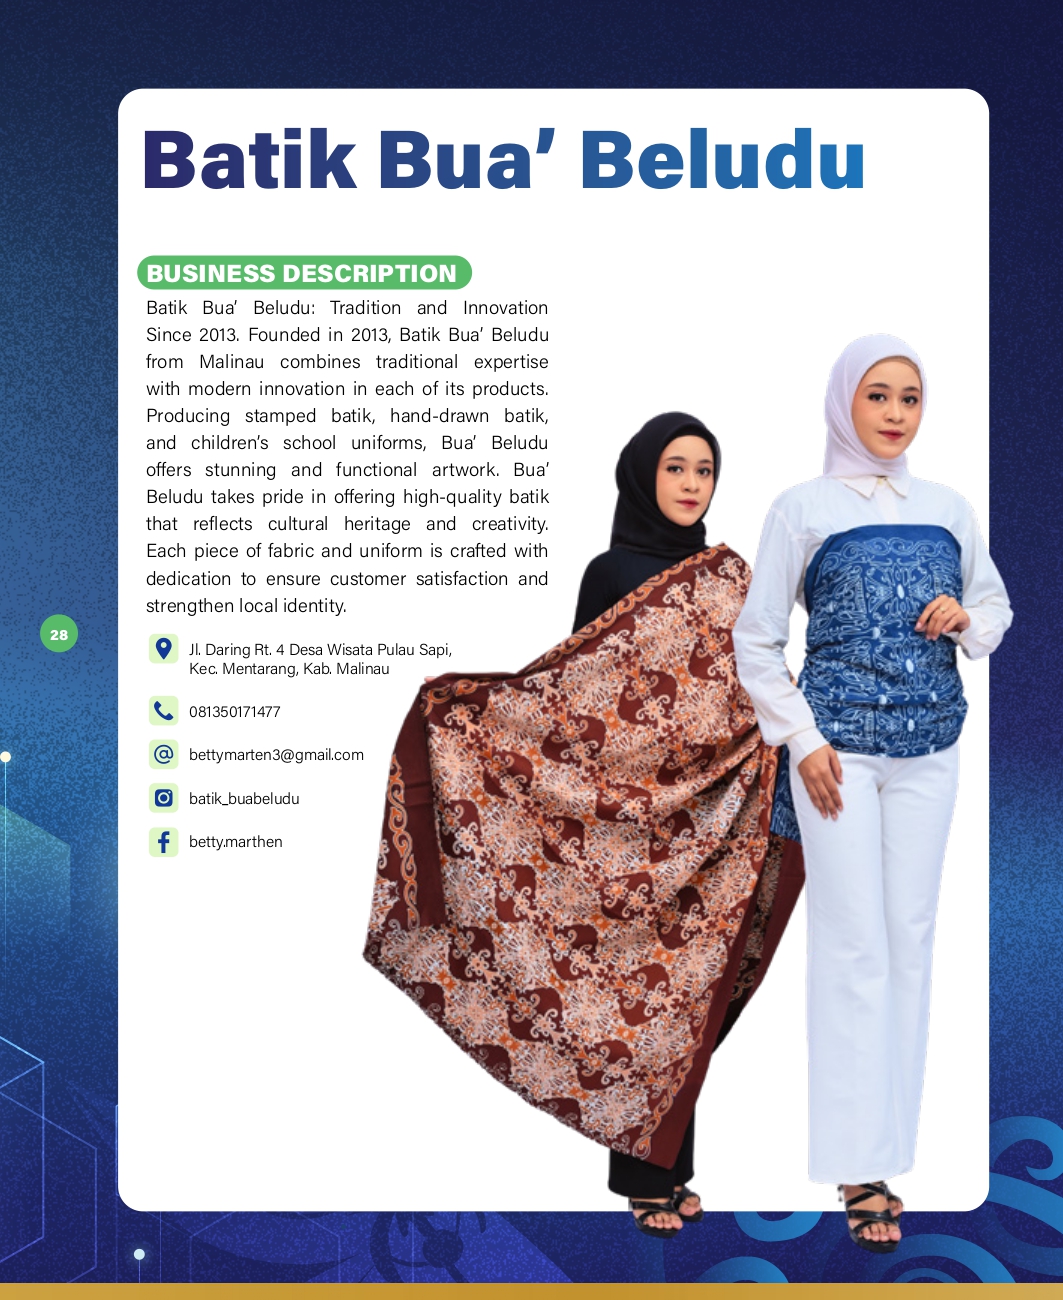 Batik Bua’ Beludu
BUSINESS DESCRIPTION
Batik Bua’ Beludu: Tradition and Innovation
Since 2013. Founded in 2013, Batik Bua’ Beludu
from Malinau combines traditional expertise
with modern innovation in each of its products.
Producing stamped batik, hand-drawn batik,
and children’s school uniforms, Bua’ Beludu
offers stunning and functional artwork. Bua’
Beludu takes pride in offering high-quality batik
that reflects cultural heritage and creativity.
Each piece of fabric and uniform is crafted with
dedication to ensure customer satisfaction and
strengthen local identity.
28
Jl. Daring Rt. 4 Desa Wisata Pulau Sapi,
Kec. Mentarang, Kab. Malinau
081350171477
bettymarten3@gmail.com
batik_buabeludu
betty.marthen